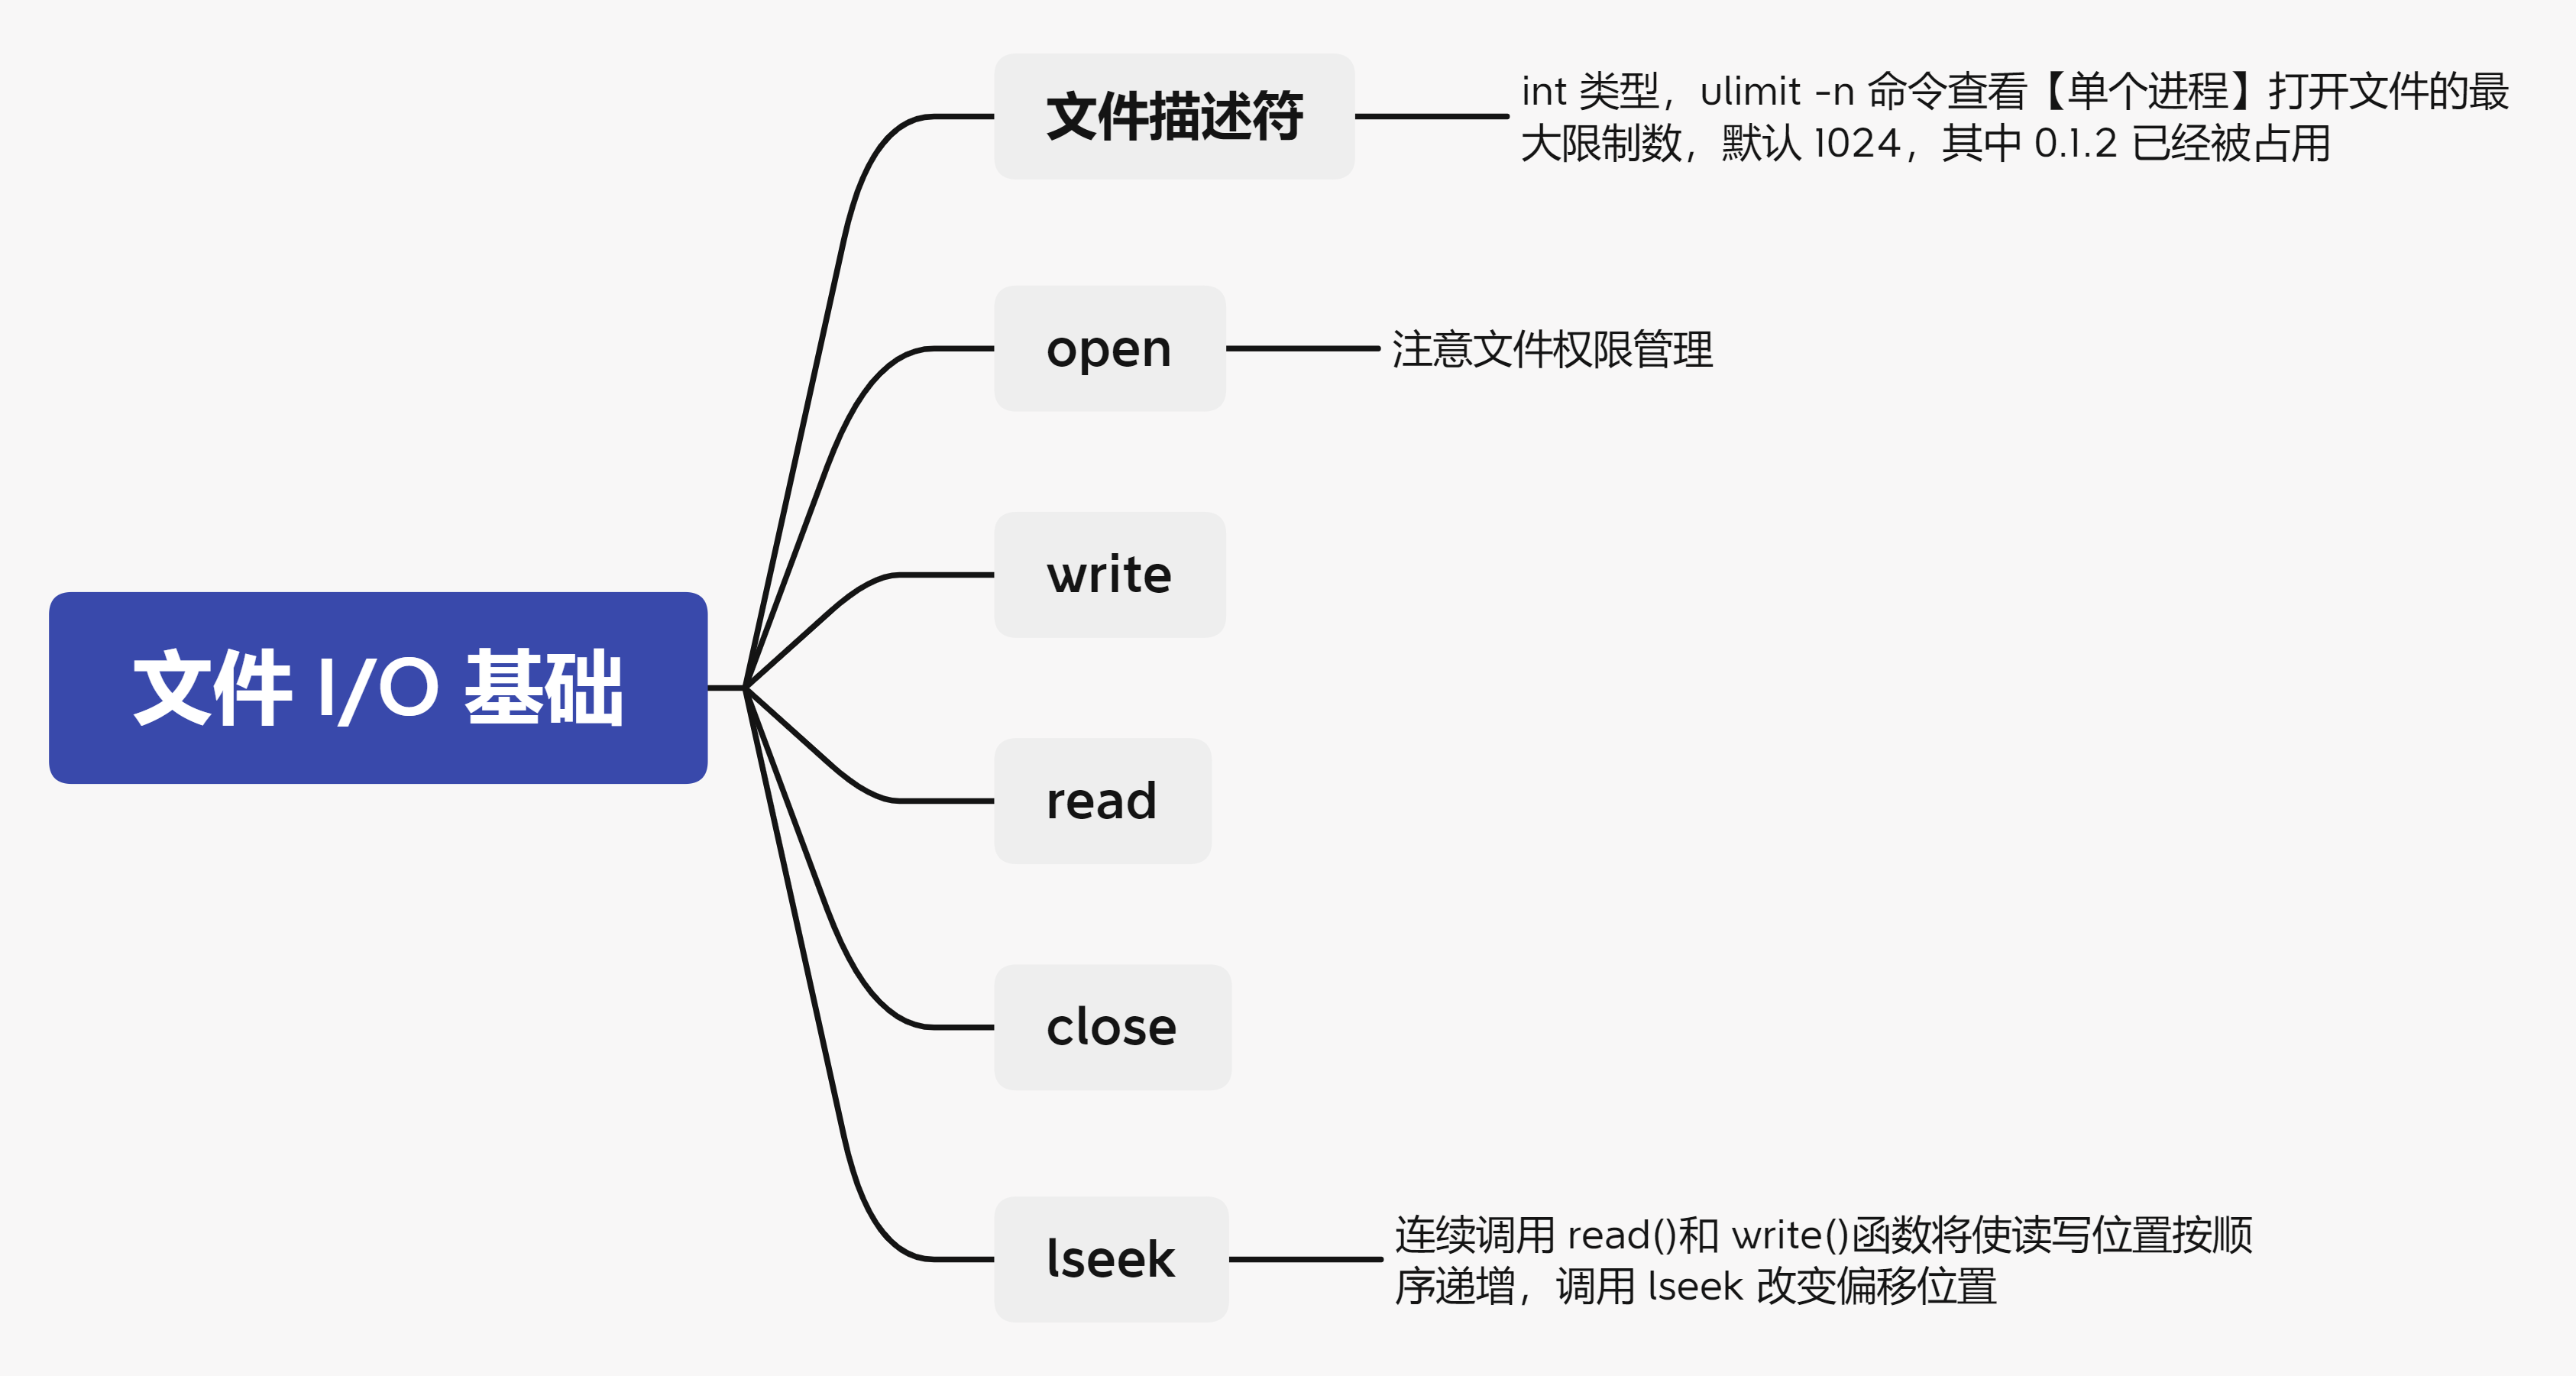 文件描述符
int 类型，ulimit -n 命令查看【单个进程】打开文件的最
大限制数，默认 1024，其中 0.1.2 已经被占用
open
注意文件权限管理
write
文件 I/O 基础
read
close
lseek
连续调用 read()和 write()函数将使读写位置按顺
序递增，调用 lseek 改变偏移位置